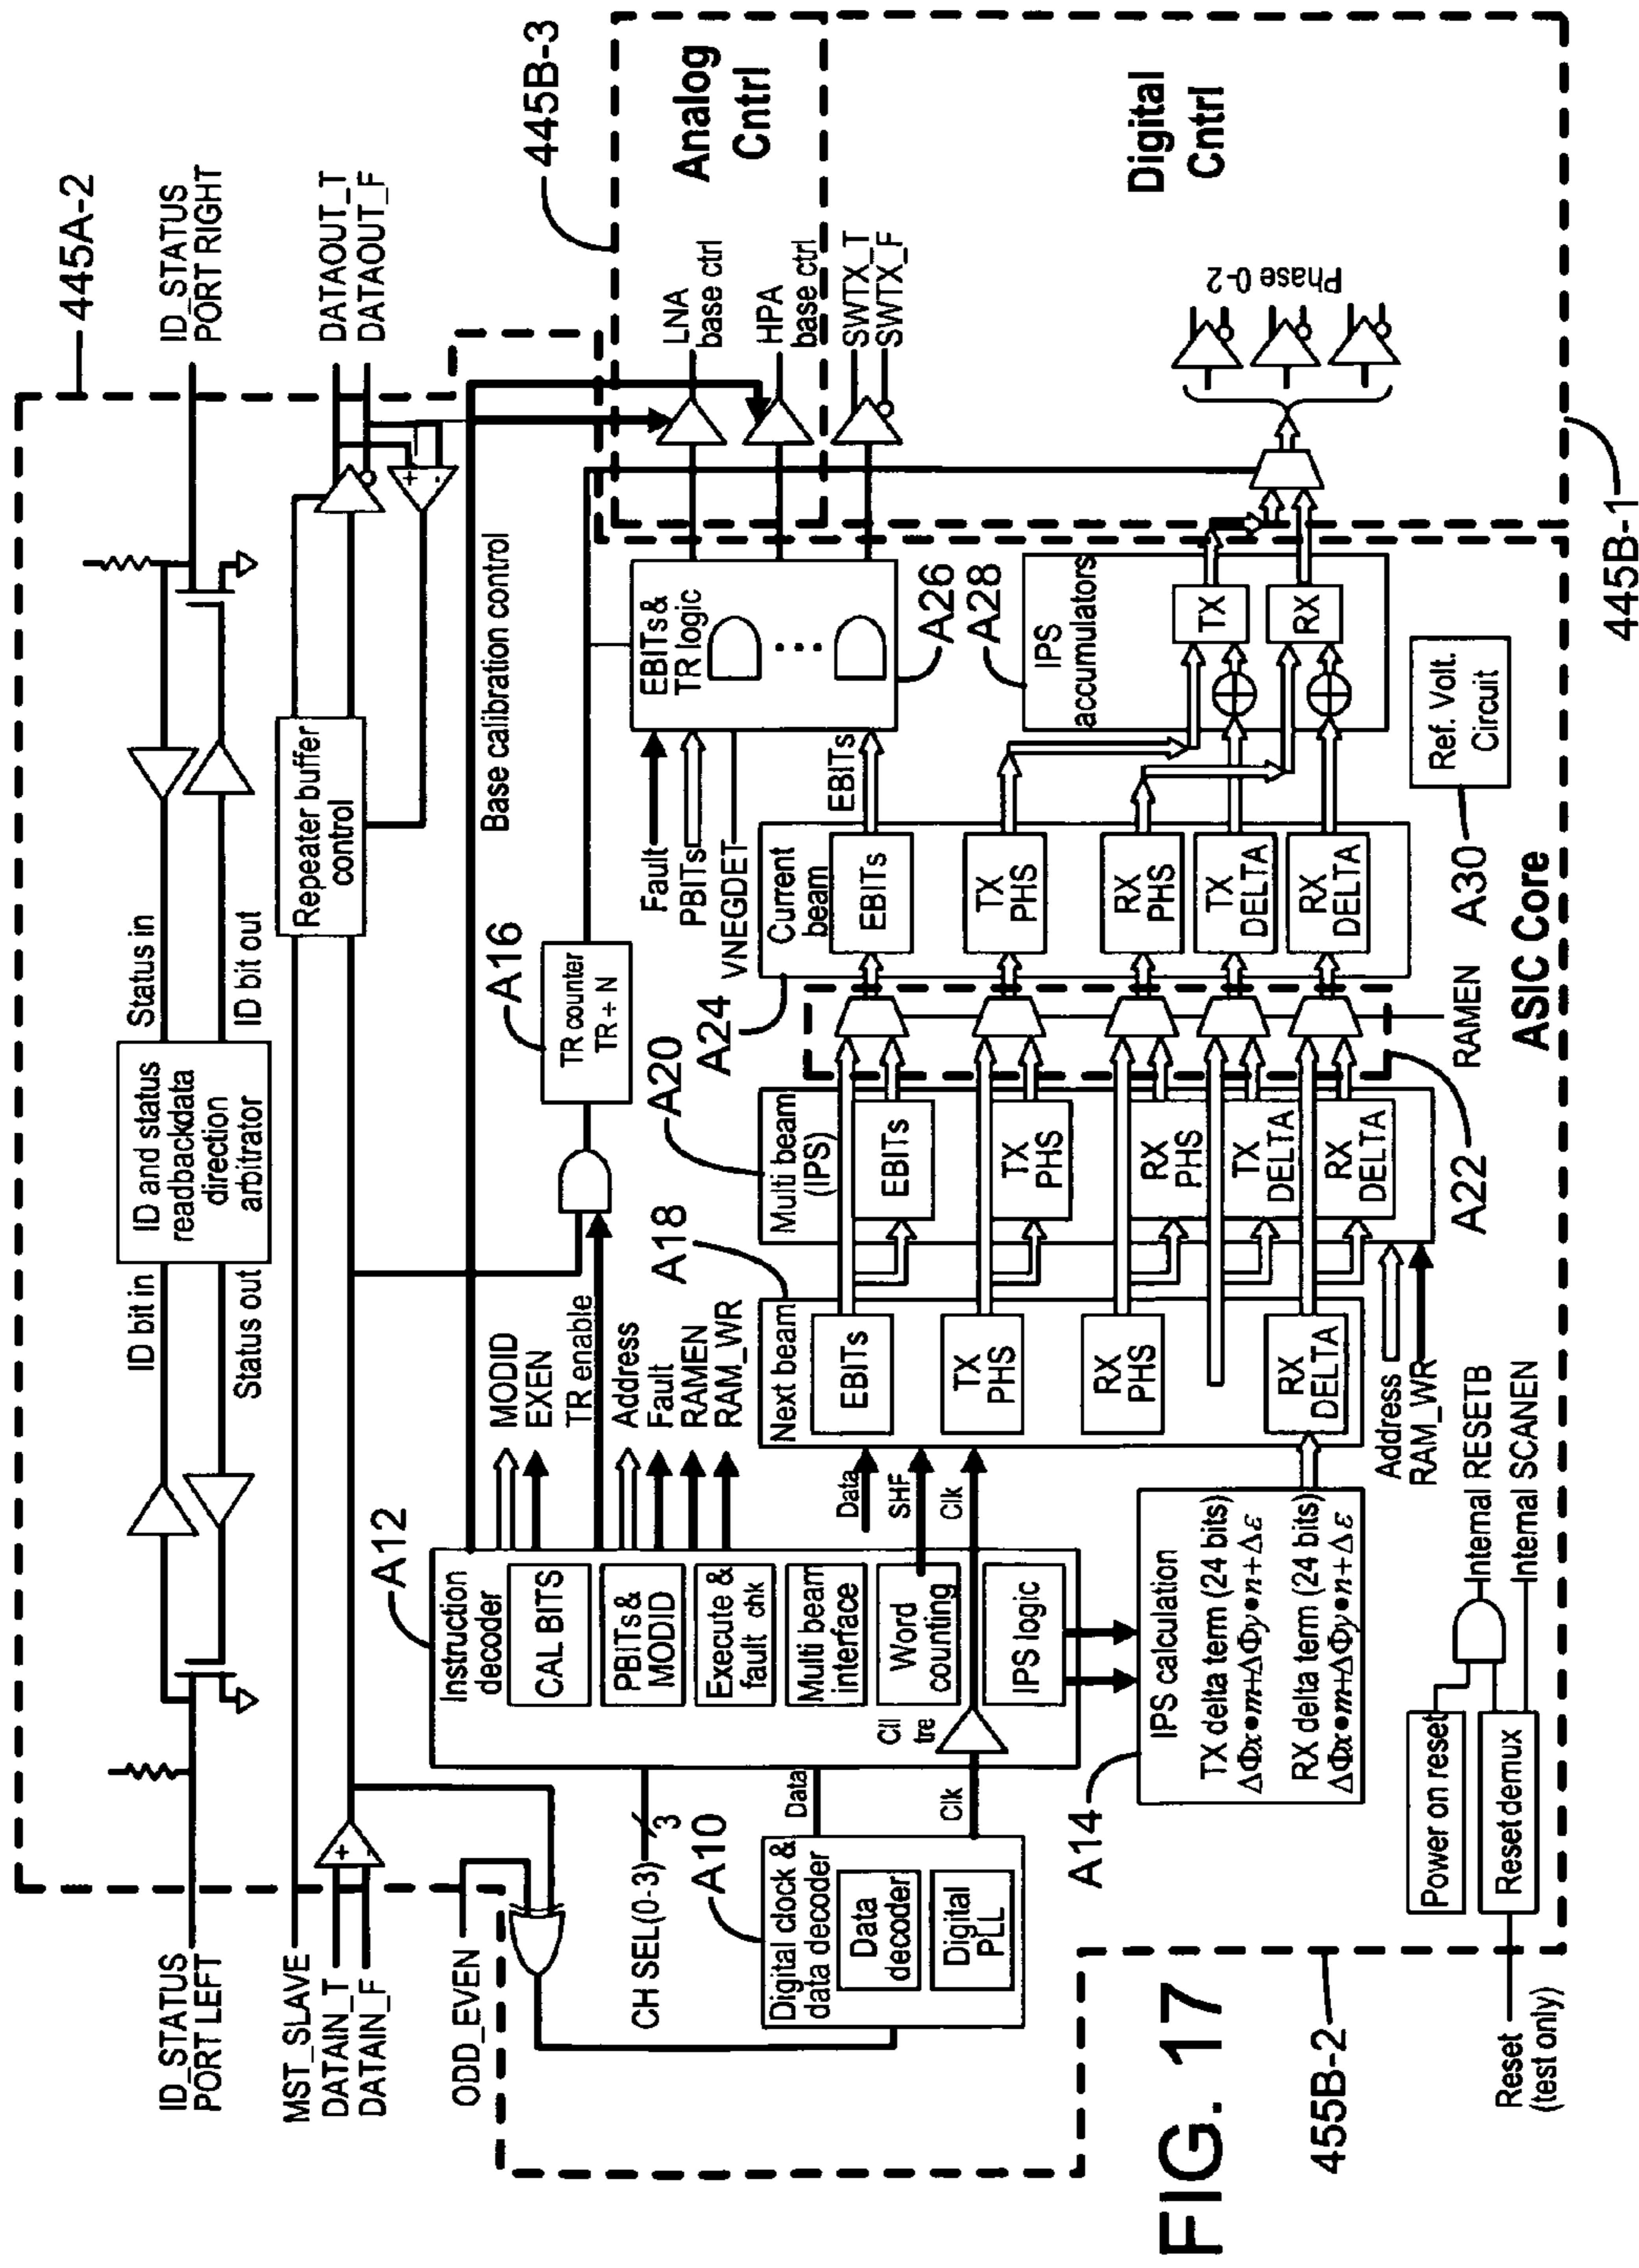 445A-2
ID_STATUS
PORT RIGHT
DATAOUT_T
DATAOUT_F
445B-3
Analog
Cntrl
Digital
Cntrl
LNA
base ctrl
HPA
base ctrl
SWTX_T
SWTX_F
Phase 0-2
445B-1
Status in
ID bit out
ID and status
readbackdata
direction
arbitrator
ID bit in
Status out
Repeater buffer
control
+
-
Base calibration control
A16
TR counter
TR ÷ N
EBITs &
TR logic
A26
Fault
PBITs
VNEGDET
EBITs
A28
IPS
accumulators
TX
RX
Ref. Volt.
Circuit
A30
ASIC Core
A24
Current
beam
EBITs
TX
PHS
RX
PHS
TX
DELTA
RX
DELTA
RAMEN
A22
A20
Multi beam
(IPS)
EBITs
TX
PHS
RX
PHS
TX
DELTA
RX
DELTA
A18
Next beam
EBITs
TX
PHS
RX
PHS
RX
DELTA
Address
RAM_WR
MODID
EXEN
TR enable
Address
Fault
RAMEN
RAM_WR
Data
SHF
Clk
A12
Instruction
decoder
CAL BITS
PBITs &
MODID
Execute &
fault chk
Multi beam
interface
Word
counting
IPS logic
Cll
tre
A14
IPS calculation
TX delta term (24 bits)
ΔΦx•m+ΔΦy•n+Δε
RX delta term (24 bits)
ΔΦx•m+ΔΦy•n+Δε
Internal RESETB
Internal SCANEN
Power on reset
Reset demux
Reset
(test only)
ID_STATUS
PORT LEFT
MST_SLAVE
DATAIN_T
DATAIN_F
+
-
ODD_EVEN
CH SEL(0-3)
3
A10
Digital clock &
data decoder
Data
decoder
Digital
PLL
Data
Clk
455B-2
FIG. 17